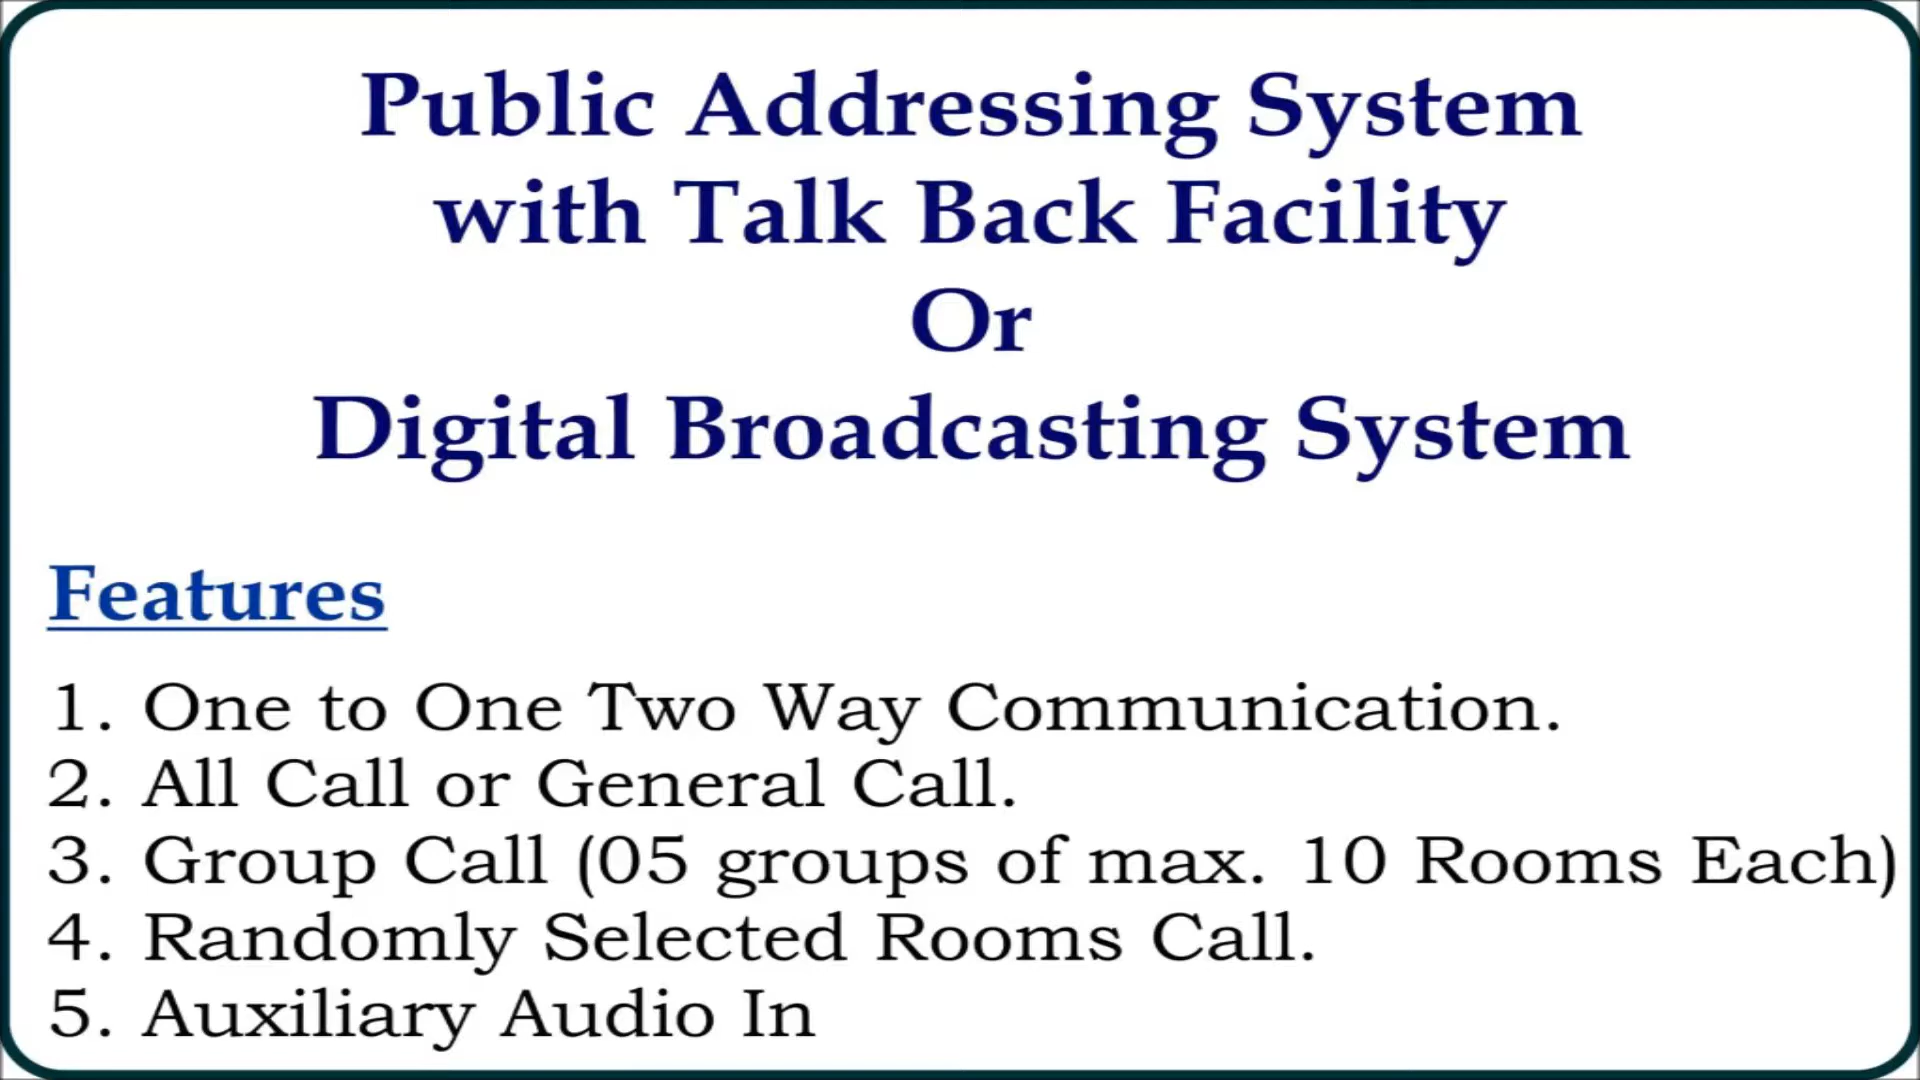 Public Addressing System
with Talk Back Facility
Or
Digital Broadcasting System
Features
1. One to One Two Way Communication.
2. All Call or General Call.
3. Group Call (05 groups of max. 10 Rooms Each)
4. Randomly Selected Rooms Call.
5. Auxiliary Audio In